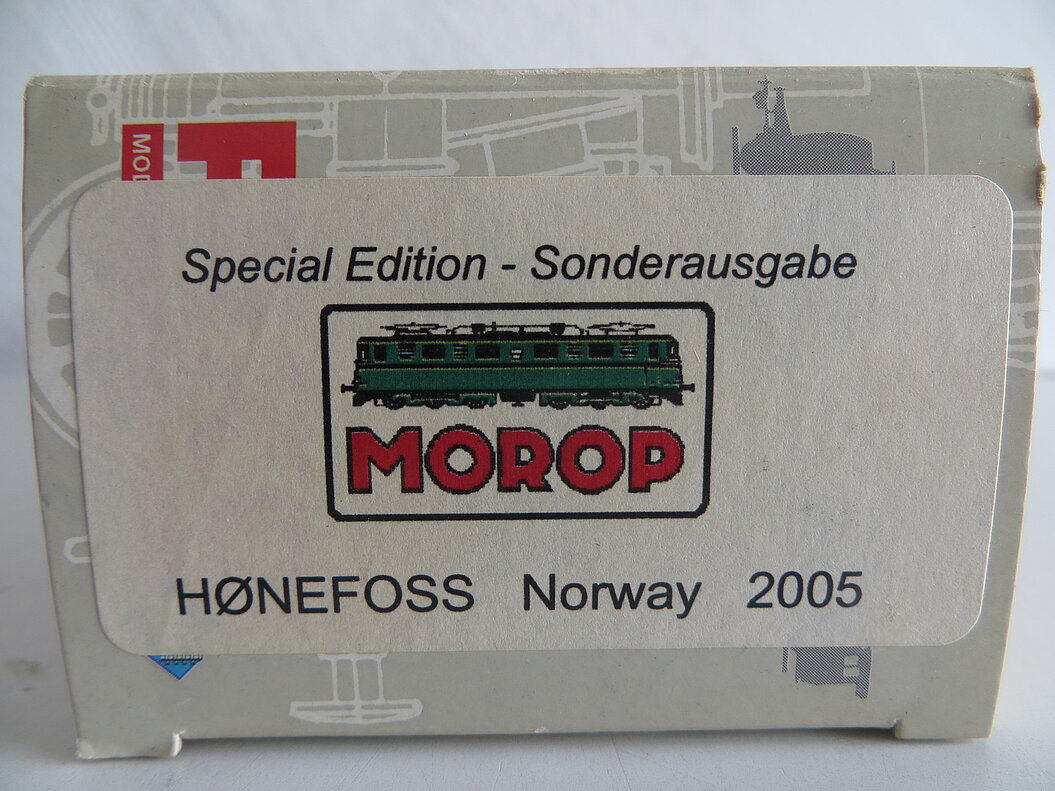 Special Edition - Sonderausgabe
MOROP
HØNEFOSS Norway 2005